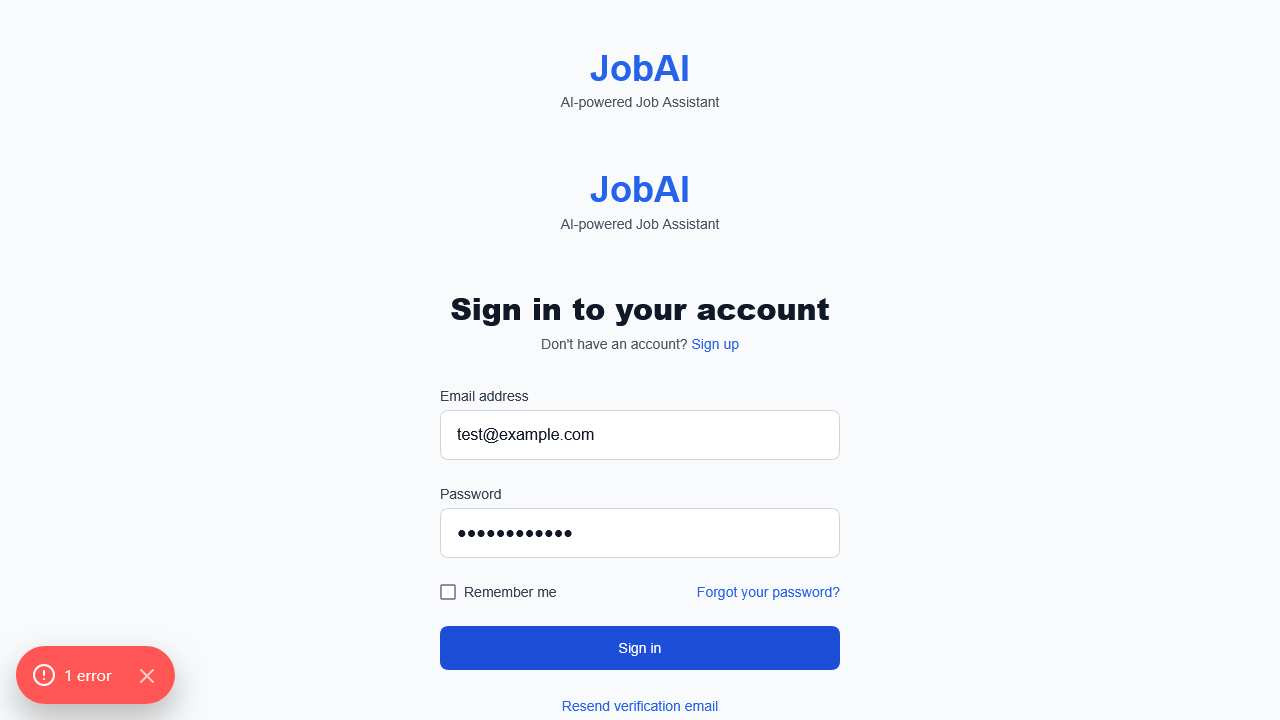 JobAI
AI-powered Job Assistant
JobAI
AI-powered Job Assistant
Sign in to your account
Don't have an account? Sign up
Email address
test@example.com
Password
••••••••••••
Remember me
Forgot your password?
Sign in
1 error
Resend verification email